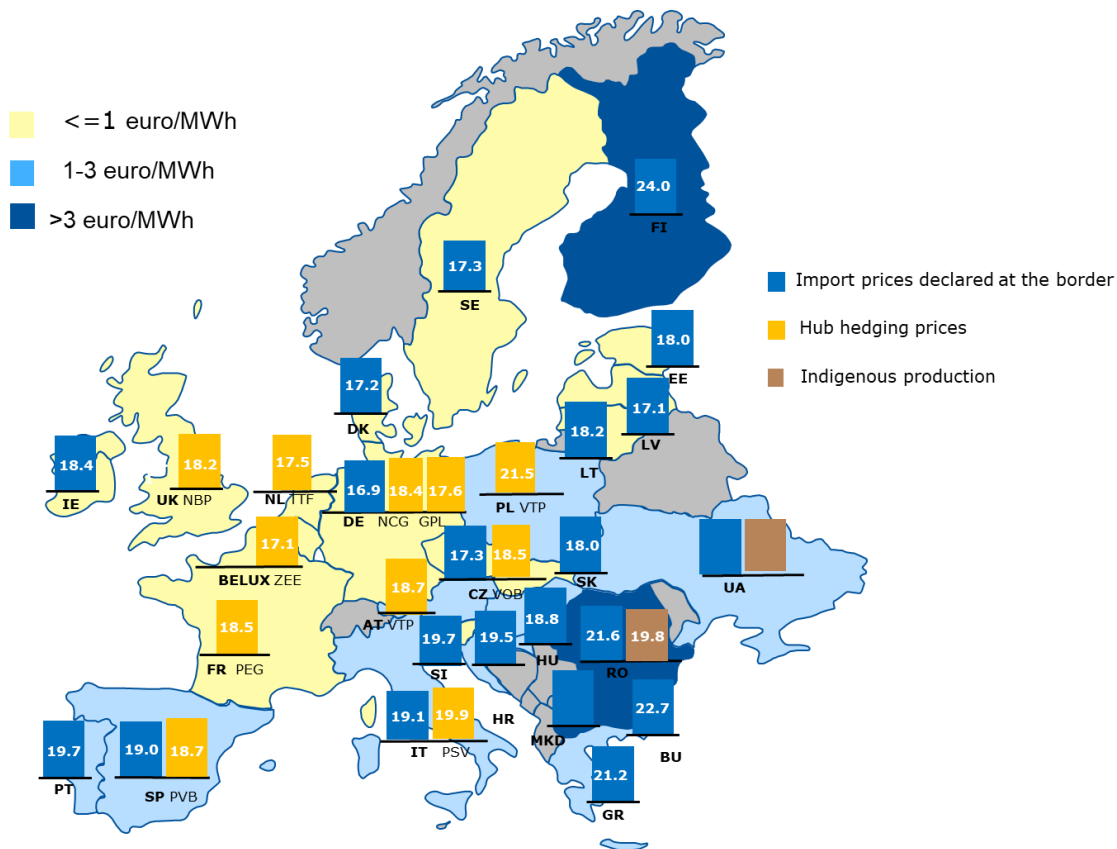 <=1 euro/MWh
1-3 euro/MWh
>3 euro/MWh
24.0
FI
17.3
SE
Import prices declared at the border
Hub hedging prices
Indigenous production
18.0
EE
17.2
DK
17.1
LV
18.2
LT
18.4
IE
18.2
UK NBP
17.5
NL TTF
16.9 18.4 17.6
DE NCG GPL
21.5
PL VTP
17.1
BELUX ZEE
17.3 18.5
CZ VOB
18.0
SK
UA
18.7
AT VTP
18.5
FR PEG
19.7
SI
19.5
HR
18.8
HU
21.6 19.8
RO
MKD
22.7
BU
19.1 19.9
IT PSV
19.7
PT
19.0 18.7
SP PVB
21.2
GR